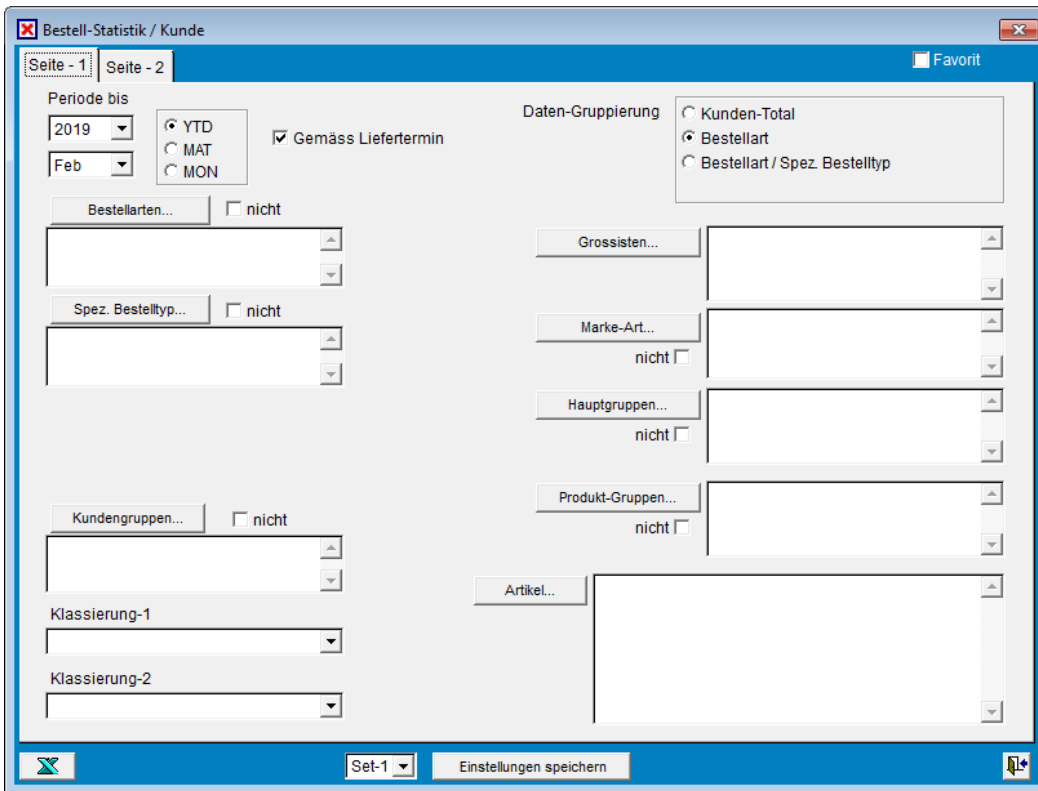 Bestell-Statistik / Kunde
Seite - 1
Seite - 2
Favorit
Periode bis
2019
Feb
YTD
MAT
MON
Gemäss Liefertermin
Daten-Gruppierung
Kunden-Total
Bestellart
Bestellart / Spez. Bestelltyp
Bestellarten...
nicht
Spez. Bestelltyp...
nicht
Kundengruppen...
nicht
Klassierung-1
Klassierung-2
Grossisten...
Marke-Art...
nicht
Hauptgruppen...
nicht
Produkt-Gruppen...
nicht
Artikel...
Set-1
Einstellungen speichern